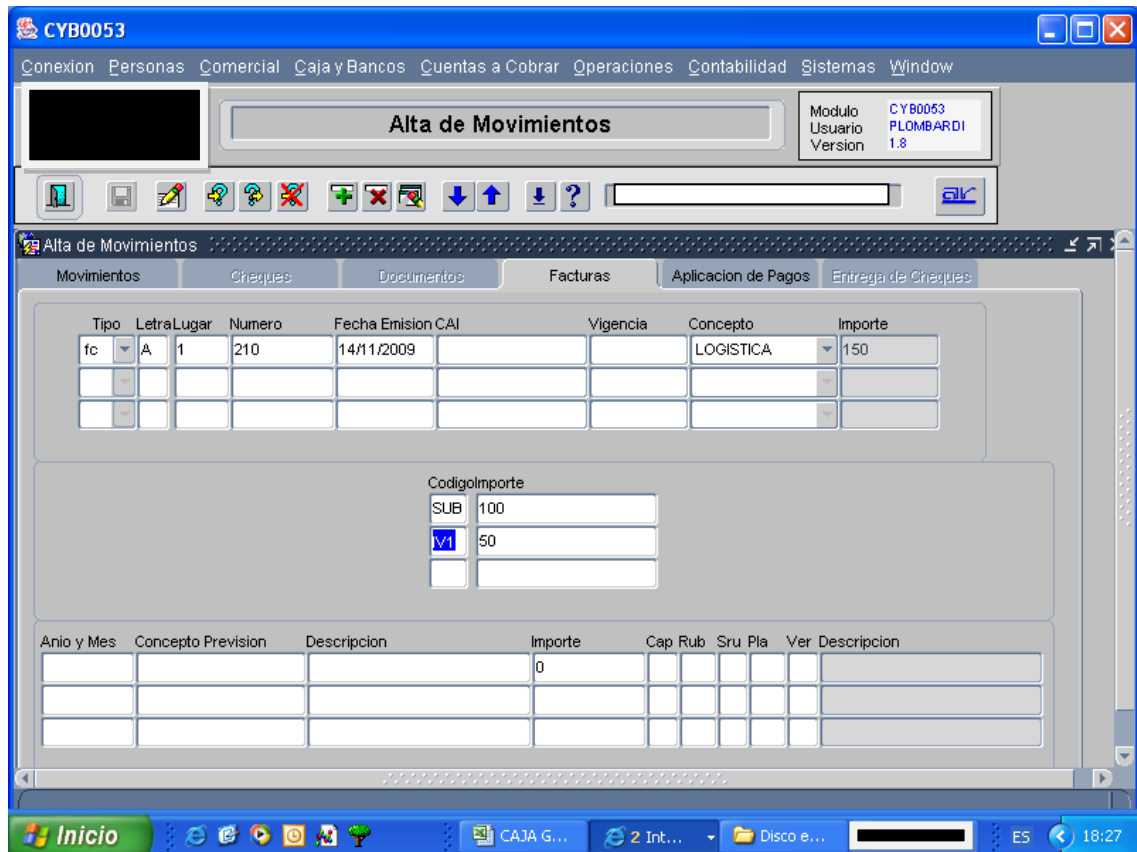 CYB0053
Conexion Personas Comercial Caja y Bancos Cuentas a Cobrar Operaciones Contabilidad Sistemas Window
Alta de Movimientos
Modulo CYB0053
Usuario PLOMBARDI
Version 1.8
ar
Alta de Movimientos
Movimientos Cheques Documentos Facturas Aplicacion de Pagos Entrega de Cheques
Tipo Letra Lugar Numero Fecha Emision CAI Vigencia Concepto Importe
fc A 1 210 14/11/2009 LOGISTICA 150
Codigo Importe
SUB 100
IV1 50
Anio y Mes Concepto Prevision Descripcion Importe Cap Rub Sru Pla Ver Descripcion
0
Inicio CAJA G... 2 Int... Disco e... ES 18:27